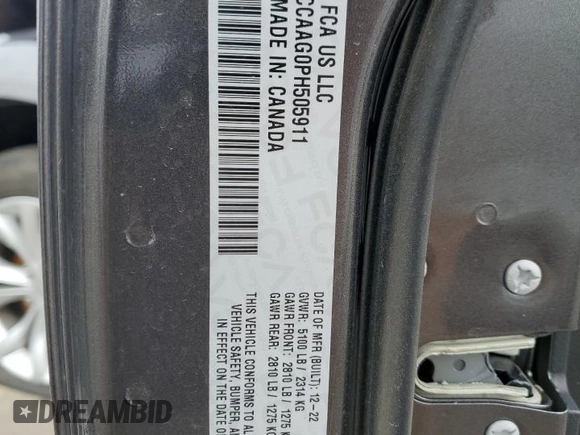 FCA US LLC
CCAAG0PH505911
MADE IN: CANADA
DATE OF MFR (BUILT): 12-22
GVWR: 5100 LB / 2314 KG
GAWR FRONT: 2810 LB / 1275 K
GAWR REAR: 2810 LB / 1275 KG
THIS VEHICLE CONFORMS TO AL
VEHICLE SAFETY, BUMPER, A
IN EFFECT ON THE DATE O
DREAMBID